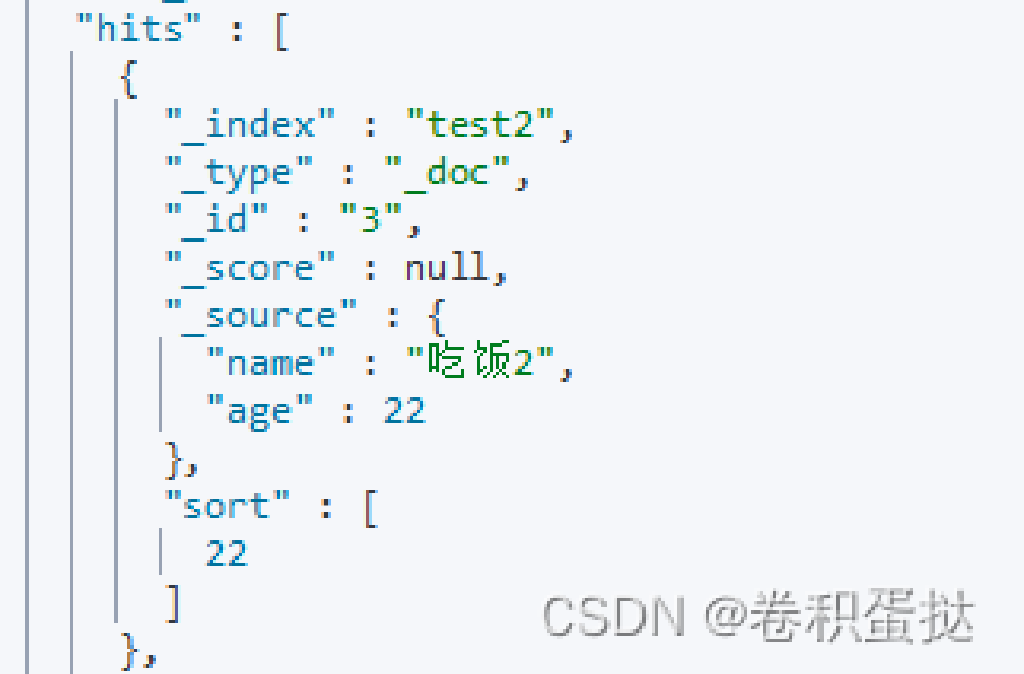 "hits" : [
{
"_index" : "test2",
"_type" : "_doc",
"_id" : "3",
"_score" : null,
"_source" : {
"name" : "吃饭2",
"age" : 22
},
"sort" : [
22
]
},
CSDN @卷积蛋挞